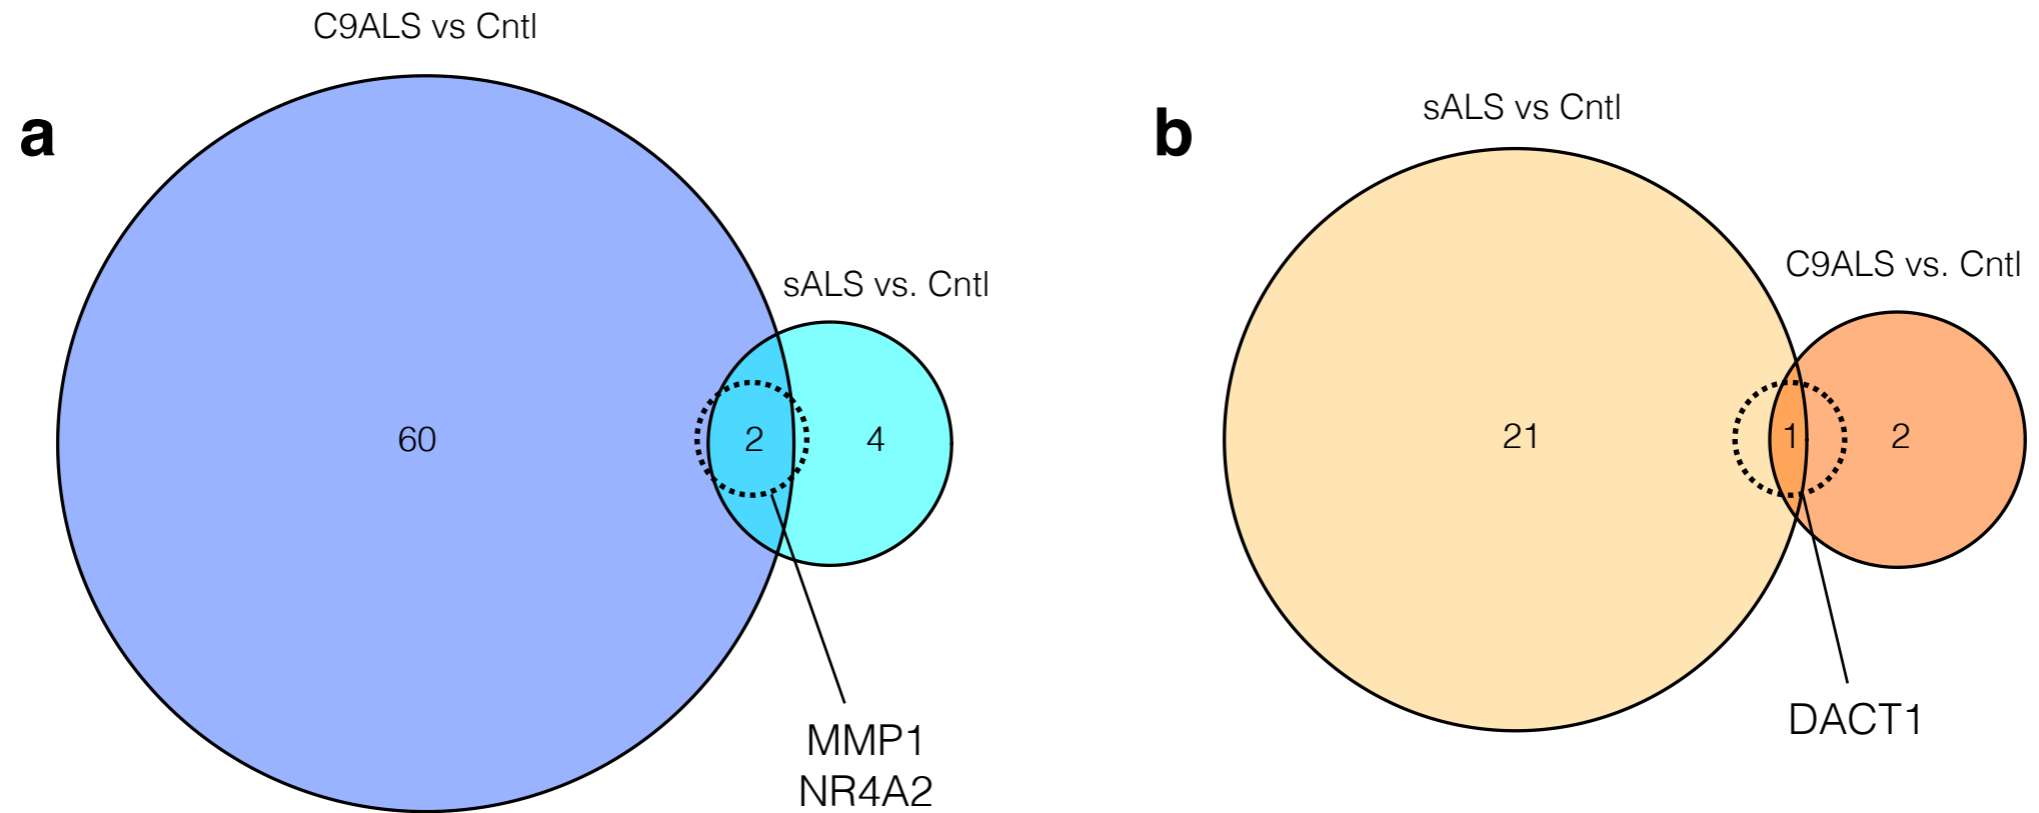 a
C9ALS vs Cntl
60
2
sALS vs. Cntl
4
MMP1
NR4A2
b
sALS vs Cntl
21
1
C9ALS vs. Cntl
2
DACT1